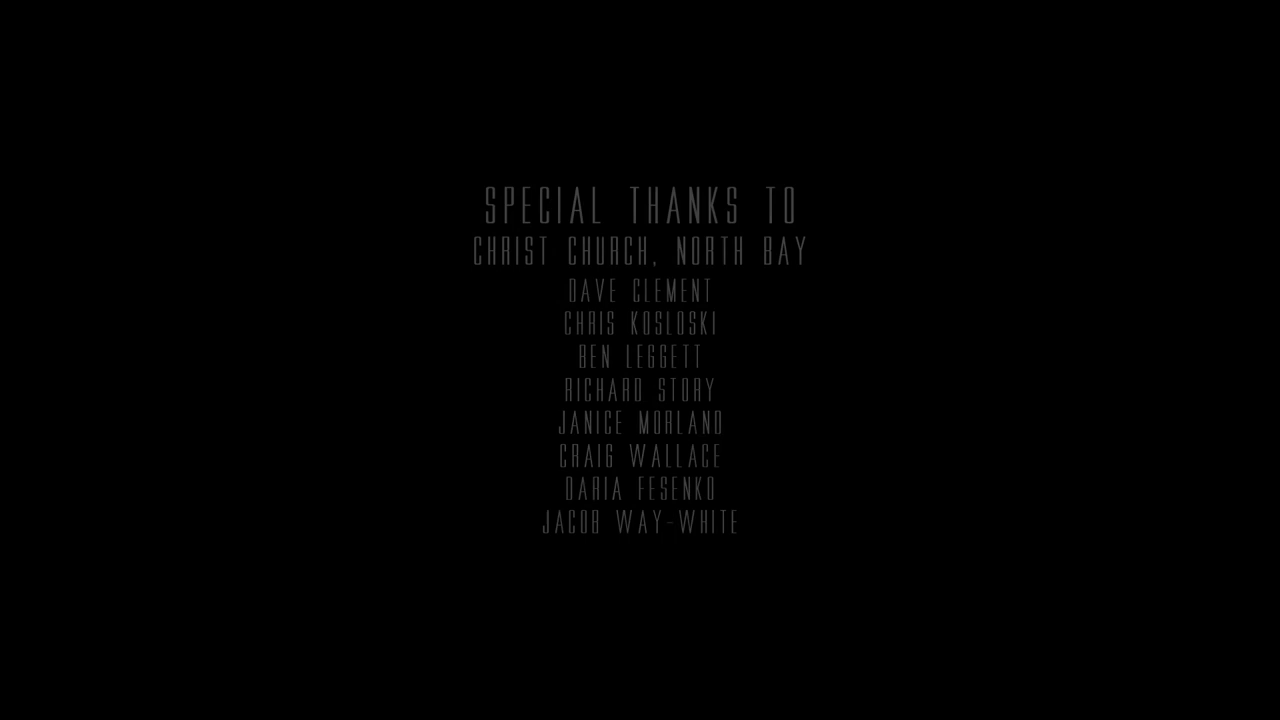 SPECIAL THANKS TO
CHRIST CHURCH, NORTH BAY
DAVE CLEMENT
CHRIS KOSLOSKI
BEN LEGGETT
RICHARD STORY
JANICE MORLAND
CRAIG WALLACE
DARIA FESENKO
JACOB WAY-WHITE